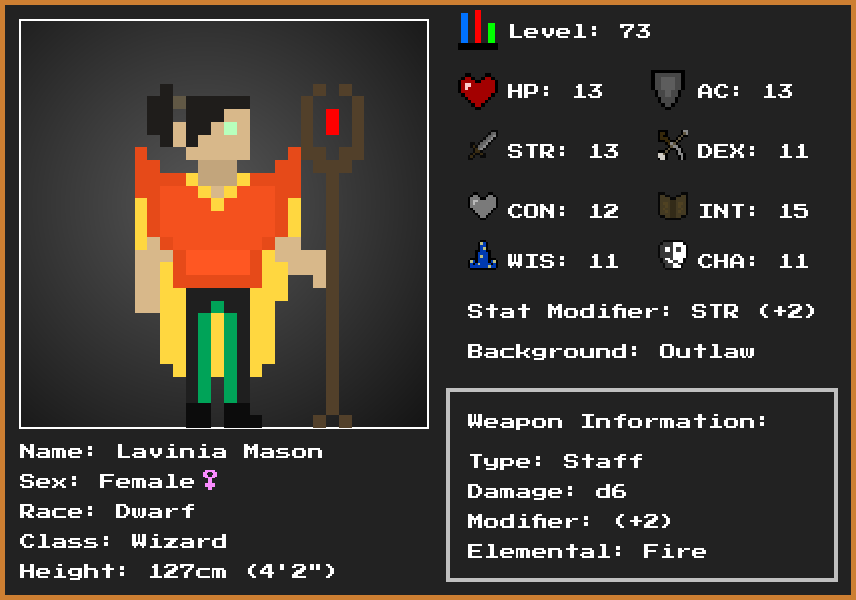 Level: 73
HP: 13
AC: 13
STR: 13
DEX: 11
CON: 12
INT: 15
WIS: 11
CHA: 11
Stat Modifier: STR (+2)
Background: Outlaw
Weapon Information:
Type: Staff
Damage: d6
Modifier: (+2)
Elemental: Fire
Name: Lavinia Mason
Sex: Female♀
Race: Dwarf
Class: Wizard
Height: 127cm (4'2")